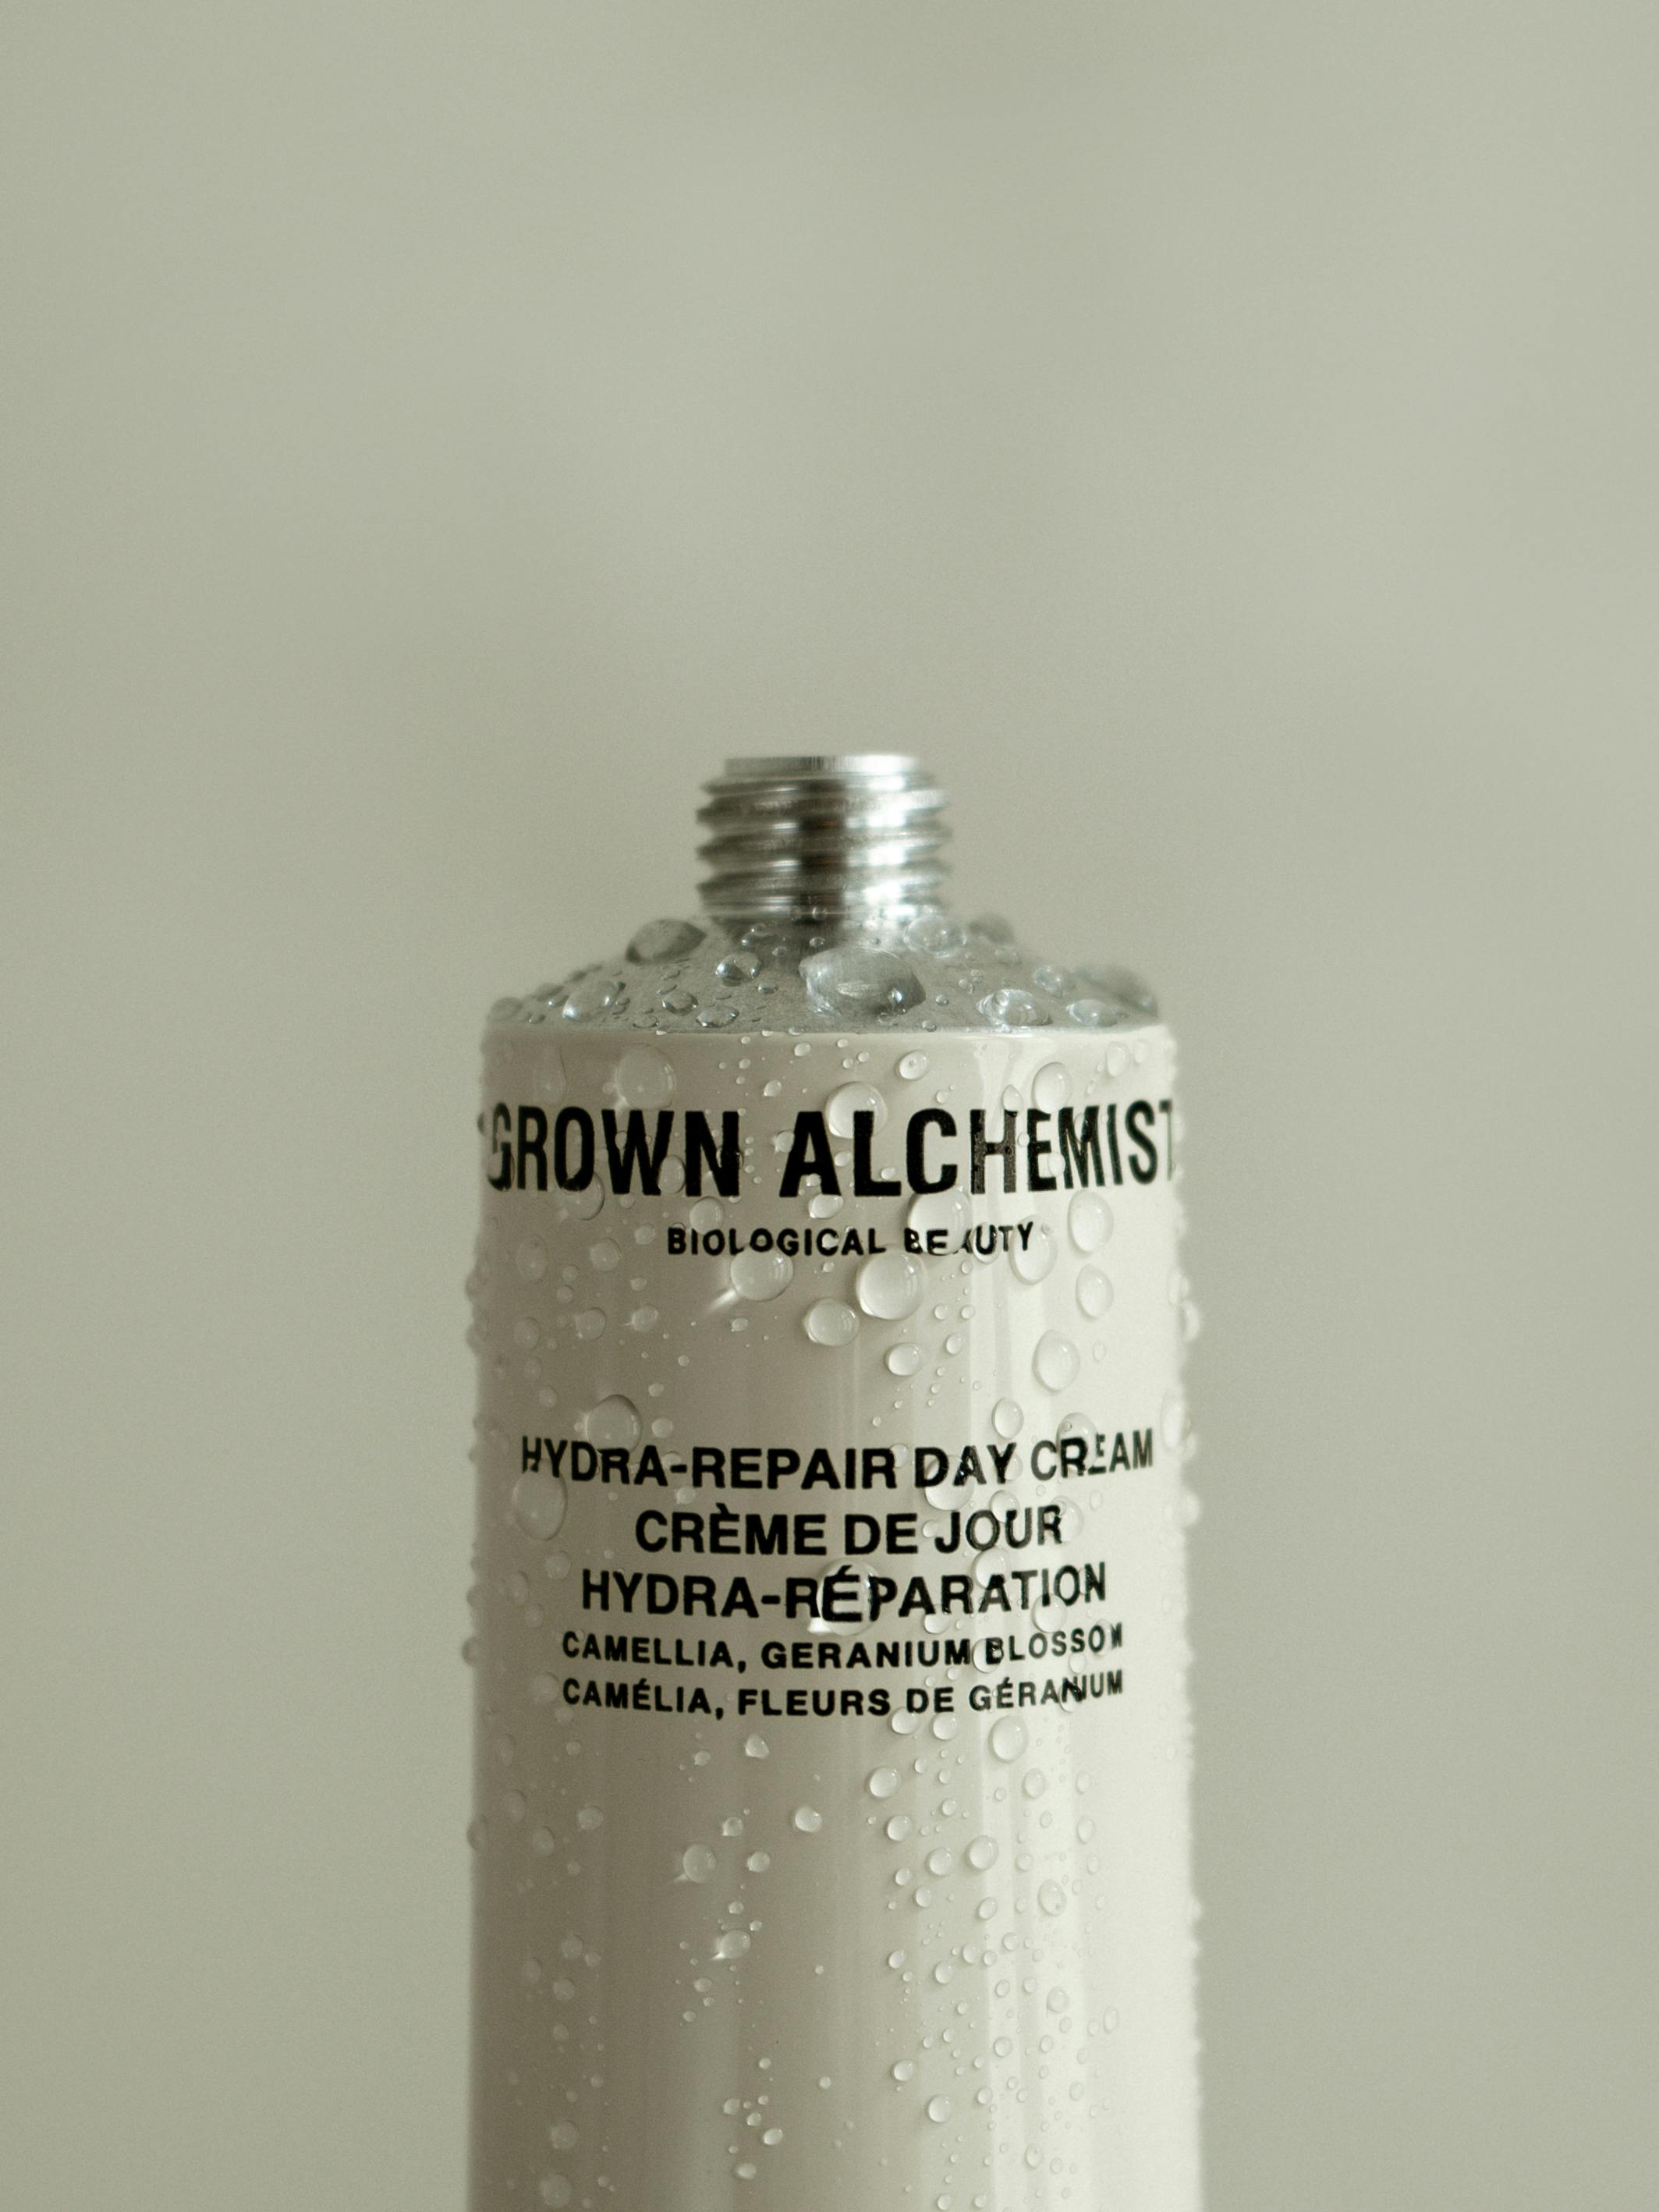 GROWN ALCHEMIST
BIOLOGICAL BEAUTY
HYDRA-REPAIR DAY CREAM
CRÈME DE JOUR
HYDRA-RÉPARATION
CAMELLIA, GERANIUM BLOSSOM
CAMÉLIA, FLEURS DE GÉRANIUM